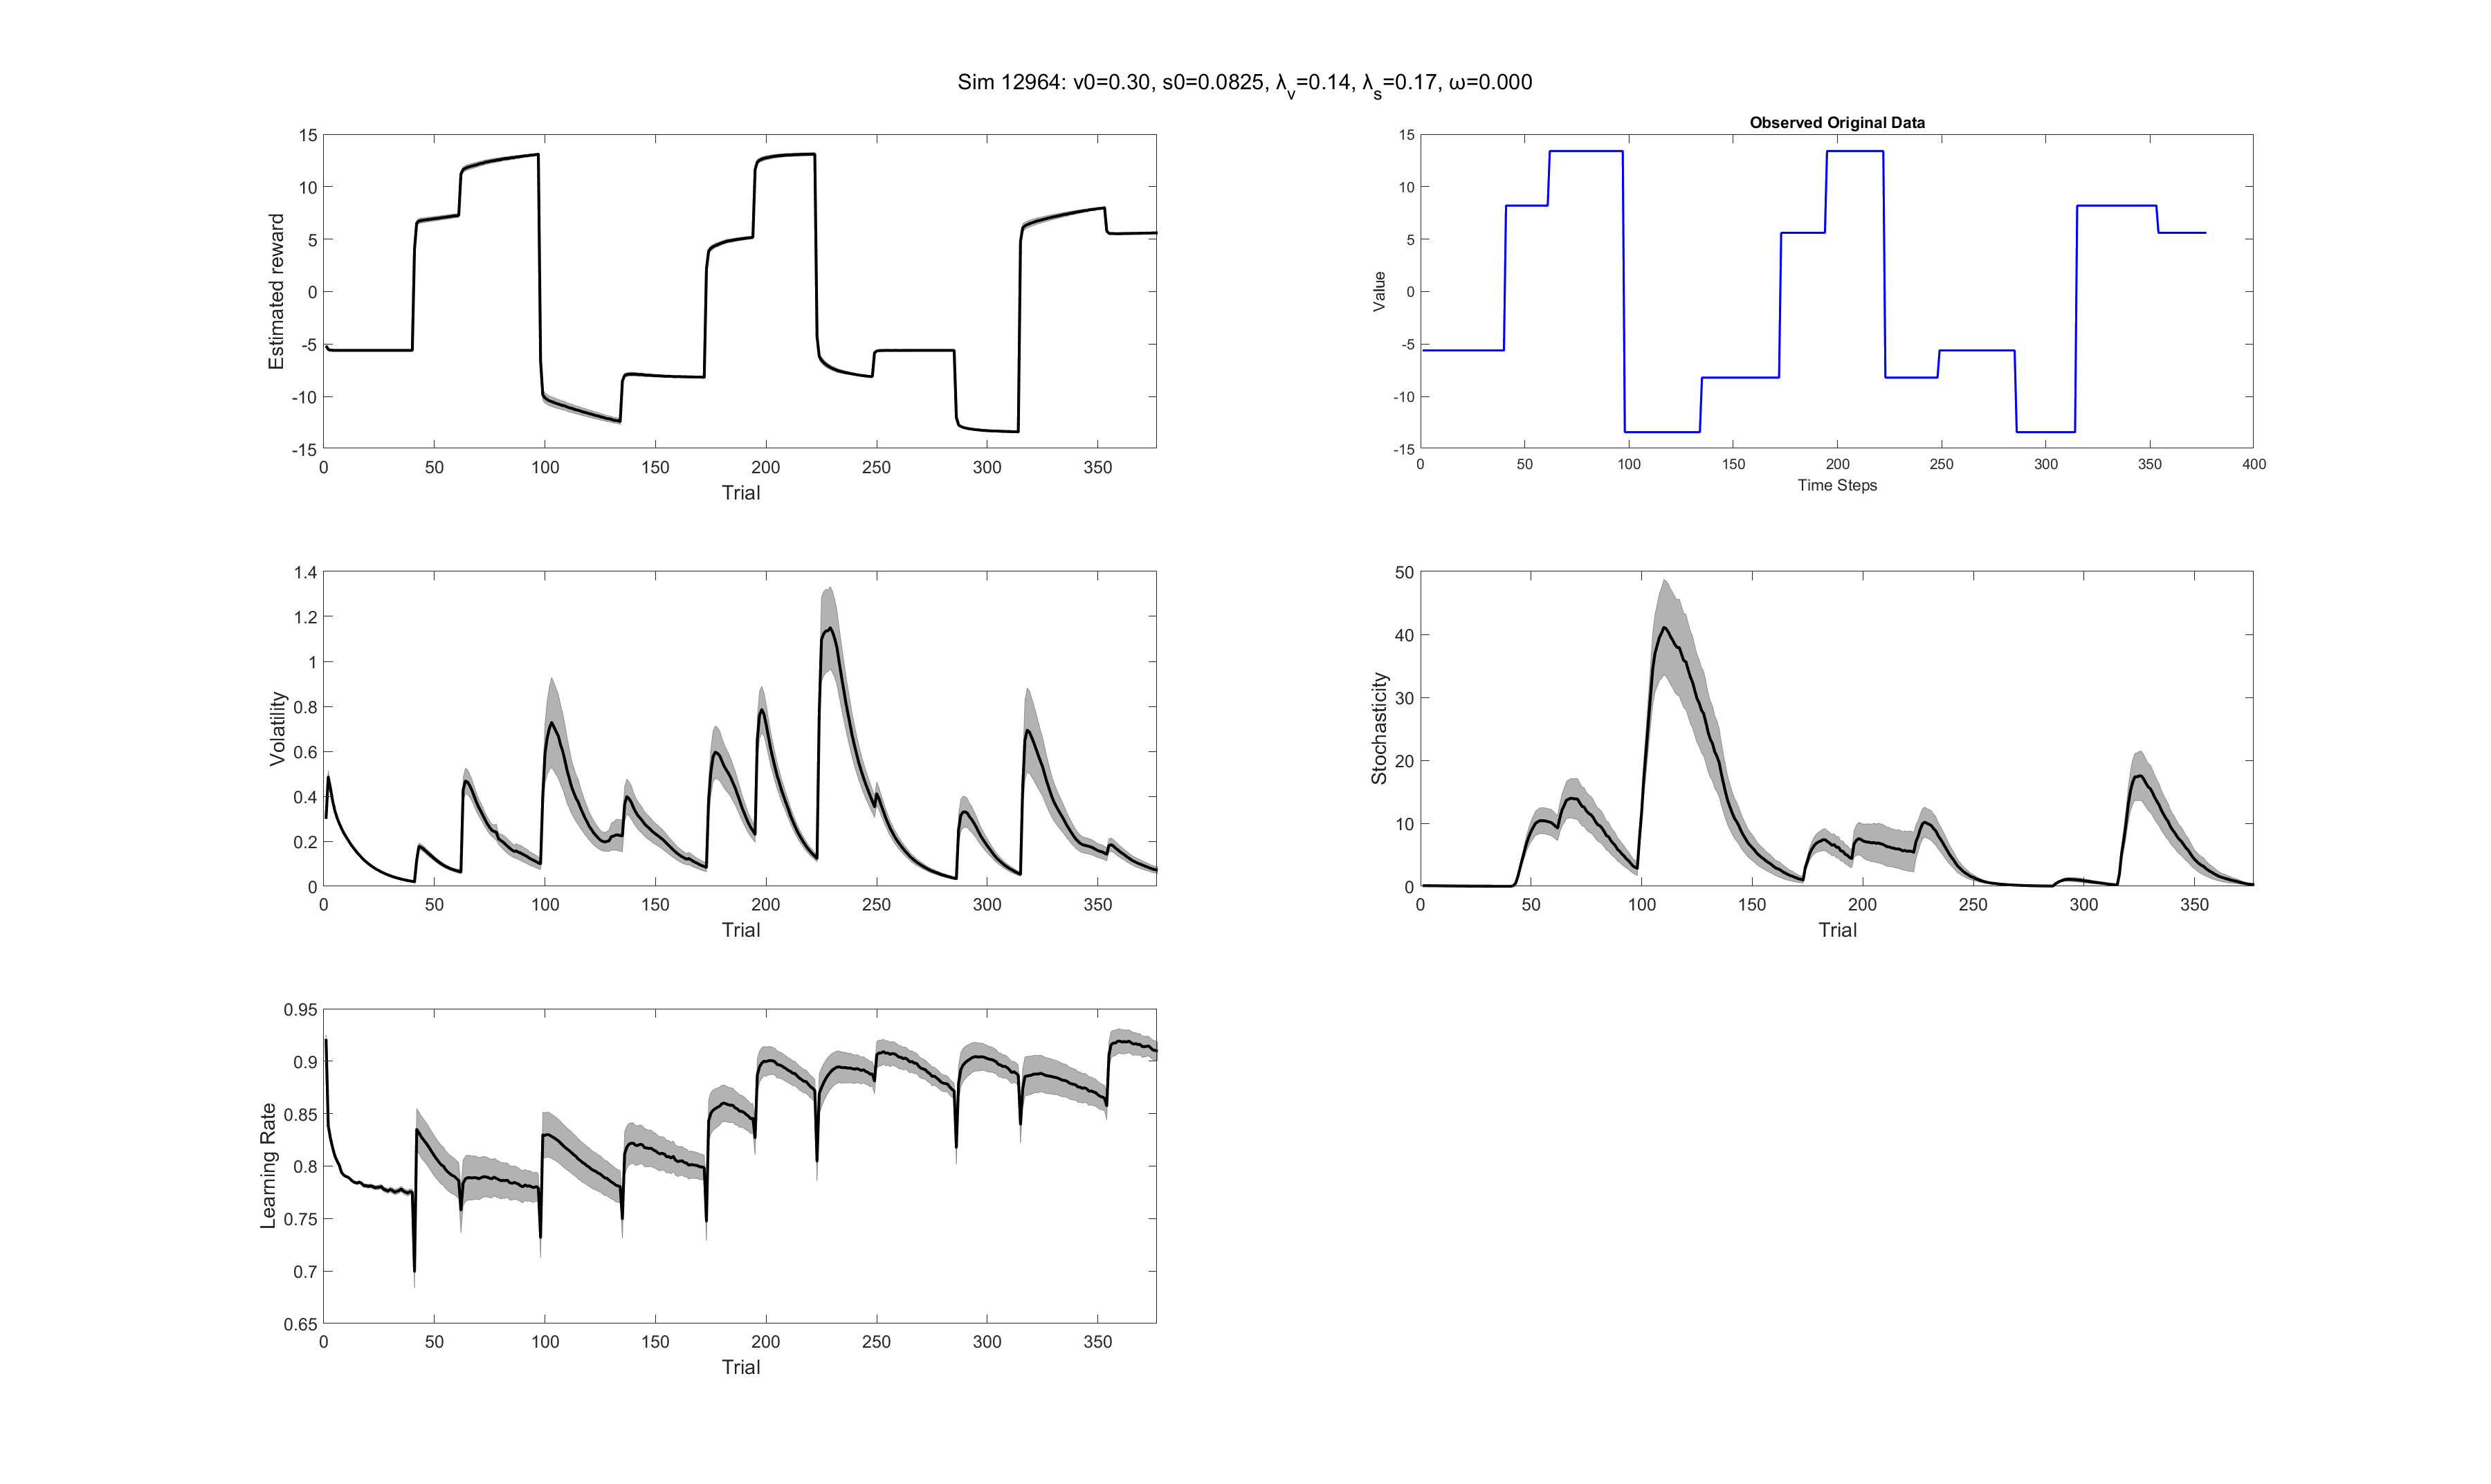 Sim 12964: v0=0.30, s0=0.0825, λv=0.14, λs=0.17, ω=0.000
15
10
5
0
-5
-10
-15
Estimated reward
0 50 100 150 200 250 300 350
Trial
Observed Original Data
15
10
5
0
-5
-10
-15
Value
0 50 100 150 200 250 300 350 400
Time Steps
1.4
1.2
1
0.8
0.6
0.4
0.2
0
Volatility
0 50 100 150 200 250 300 350
Trial
50
40
30
20
10
0
Stochasticity
0 50 100 150 200 250 300 350
Trial
0.95
0.9
0.85
0.8
0.75
0.7
0.65
Learning Rate
0 50 100 150 200 250 300 350
Trial